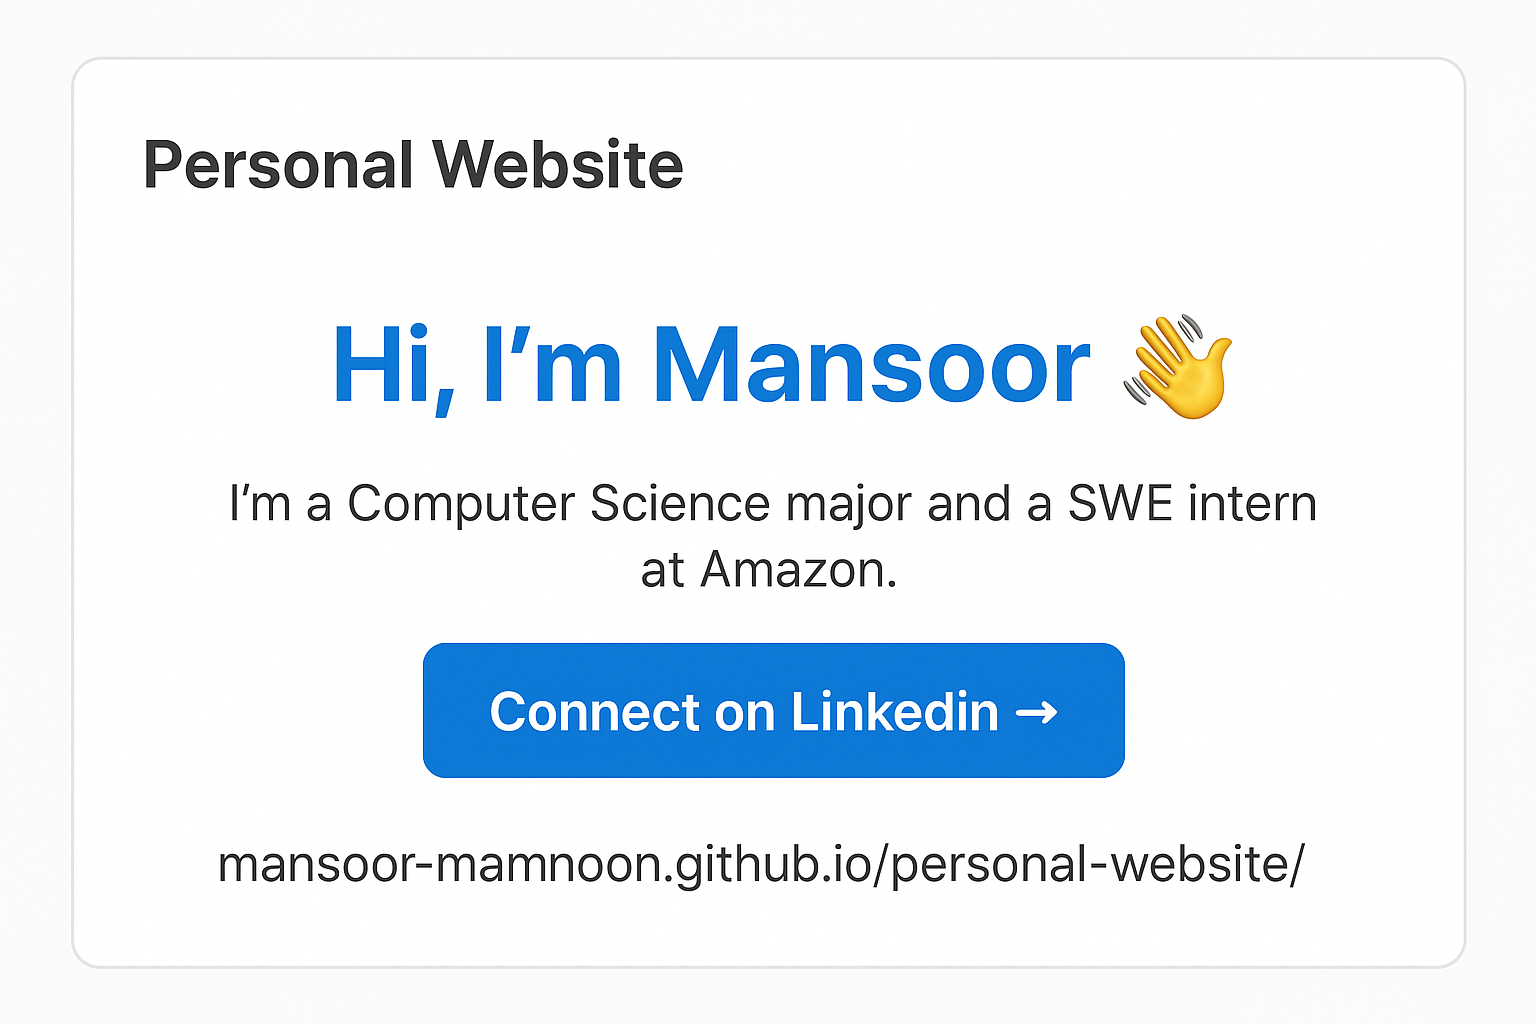 Personal Website
Hi, I’m Mansoor 👋
I’m a Computer Science major and a SWE intern
at Amazon.
Connect on Linkedin →
mansoor-mamnoon.github.io/personal-website/